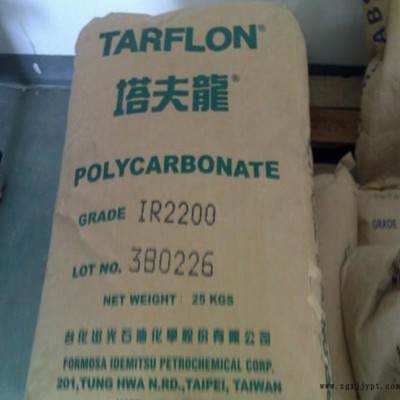 TARFLON®
塔夫龍®
POLYCARBONATE
GRADE IR2200
LOT NO. 3B0226
NET WEIGHT: 25 KGS
台化出光石油化學股份有限公司
FORMOSA IDEMITSU PETROCHEMICAL CORP.
201, TUNG HWA N.RD., TAIPEI, TAIWAN
GRADE